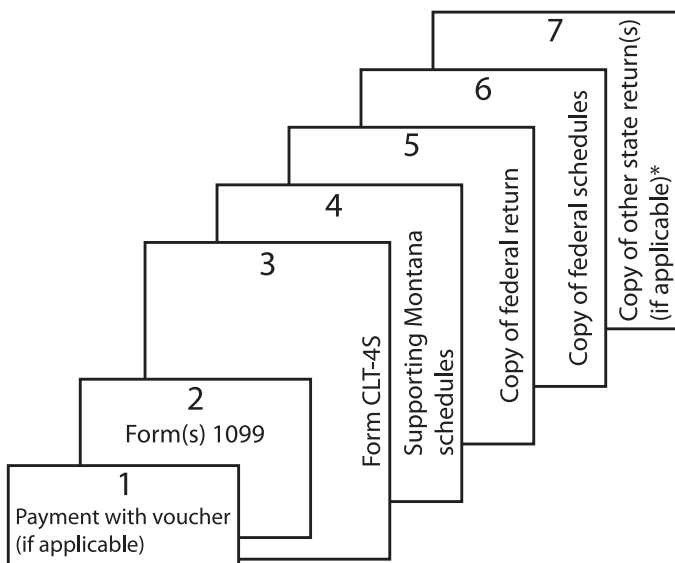 1
Payment with voucher
(if applicable)
2
Form(s) 1099
3
Form CLT-4S
4
Supporting Montana
schedules
5
Copy of federal return
6
Copy of federal schedules
7
Copy of other state return(s)
(if applicable)*